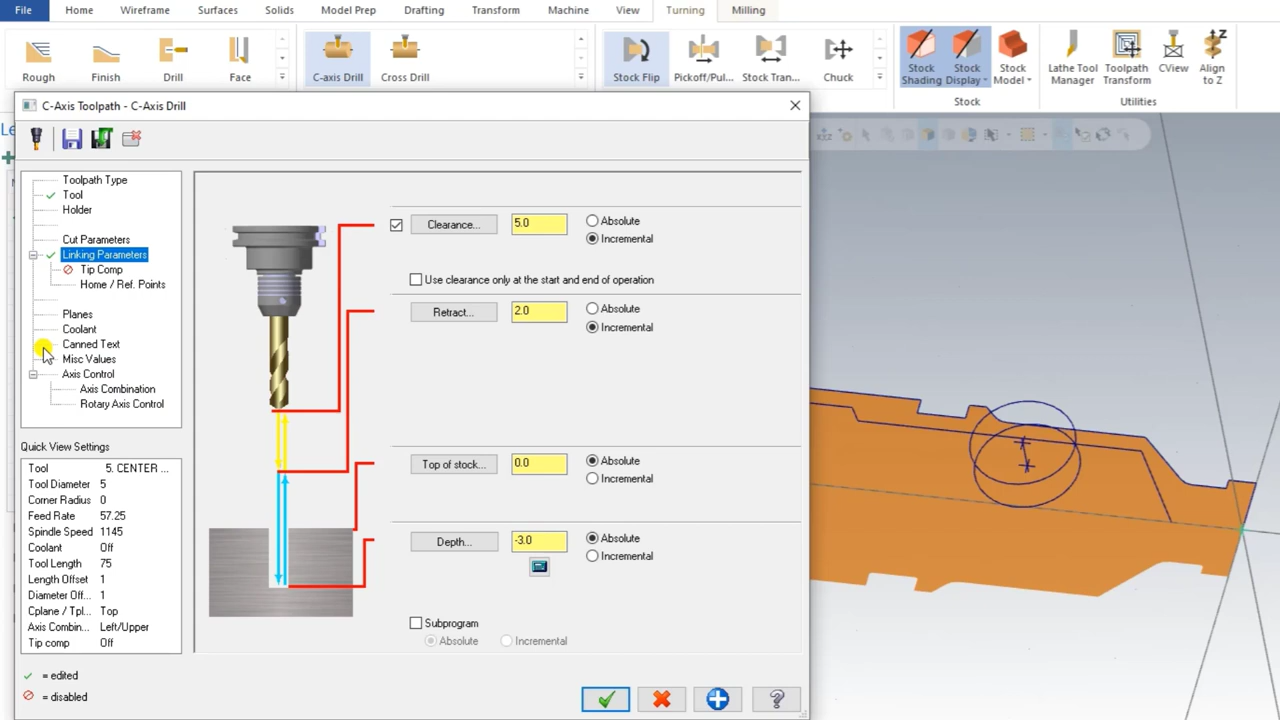 File Home Wireframe Surfaces Solids Model Prep Drafting Transform Machine View Turning Milling
Rough Finish Drill Face C-axis Drill Cross Drill Stock Flip Pickoff/Pul... Stock Tran... Chuck Stock Shading Stock Display Stock Model Lathe Tool Manager Toolpath Transform CView Align to Z
Stock Utilities
C-Axis Toolpath - C-Axis Drill
Le
Toolpath Type
Tool
Holder
Cut Parameters
Linking Parameters
Tip Comp
Home / Ref. Points
Planes
Coolant
Canned Text
Misc Values
Axis Control
Axis Combination
Rotary Axis Control
Quick View Settings
Tool 5. CENTER ...
Tool Diameter 5
Corner Radius 0
Feed Rate 57.25
Spindle Speed 1145
Coolant Off
Tool Length 75
Length Offset 1
Diameter Off... 1
Cplane / Tpl... Top
Axis Combin... Left/Upper
Tip comp Off
= edited
= disabled
Clearance... 5.0 Absolute
Incremental
Use clearance only at the start and end of operation
Retract... 2.0 Absolute
Incremental
Top of stock... 0.0 Absolute
Incremental
Depth... -3.0 Absolute
Incremental
Subprogram
Absolute Incremental